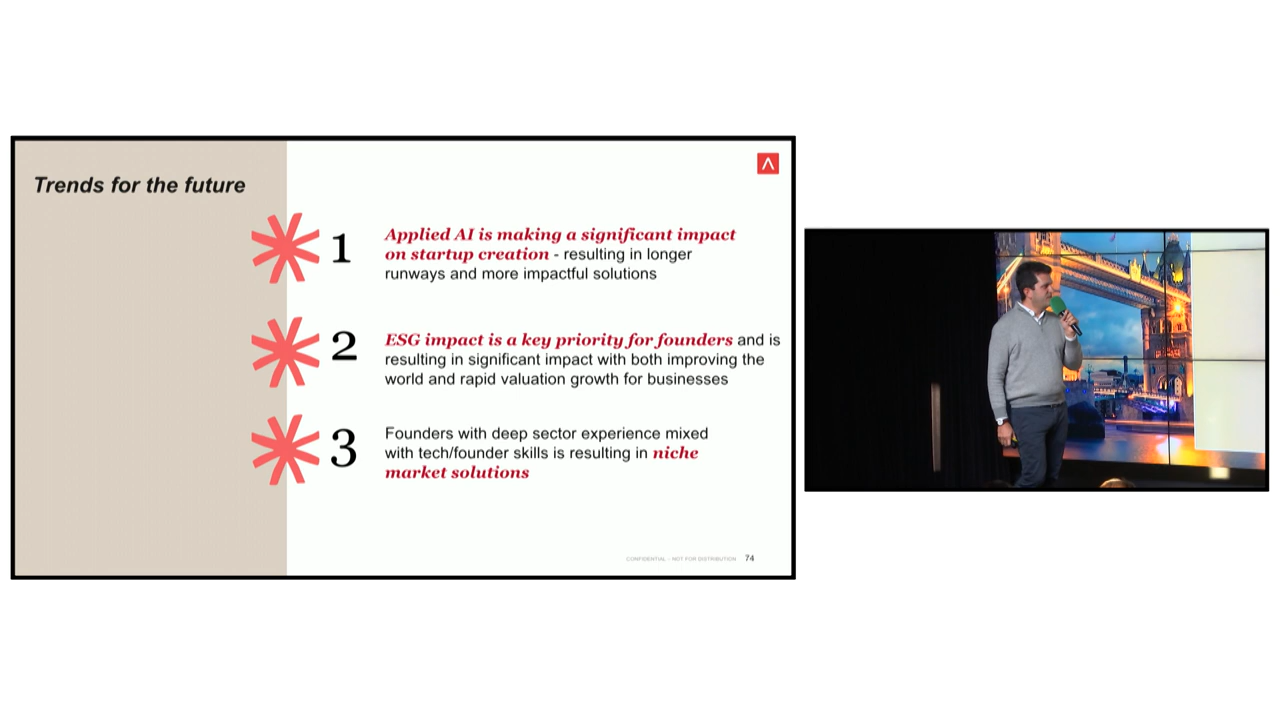 Trends for the future
1
Applied AI is making a significant impact
on startup creation - resulting in longer
runways and more impactful solutions
2
ESG impact is a key priority for founders and is
resulting in significant impact with both improving the
world and rapid valuation growth for businesses
3
Founders with deep sector experience mixed
with tech/founder skills is resulting in niche
market solutions
CONFIDENTIAL - NOT FOR DISTRIBUTION 74